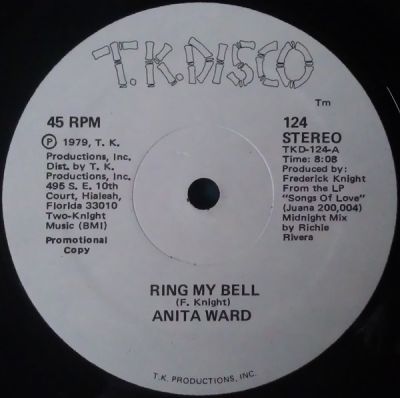 T.K. DISCO
Tm
45 RPM
Ⓟ 1979, T. K.
Productions, Inc.
Dist. by T. K.
Productions, Inc.
495 S. E. 10th
Court, Hialeah,
Florida 33010
Two-Knight
Music (BMI)
Promotional
Copy
124
STEREO
TKD-124-A
Time: 8:08
Produced by:
Frederick Knight
From the LP
"Songs Of Love"
(Juana 200,004)
Midnight Mix
by Richie
Rivera
RING MY BELL
(F. Knight)
ANITA WARD
T.K. PRODUCTIONS, INC.